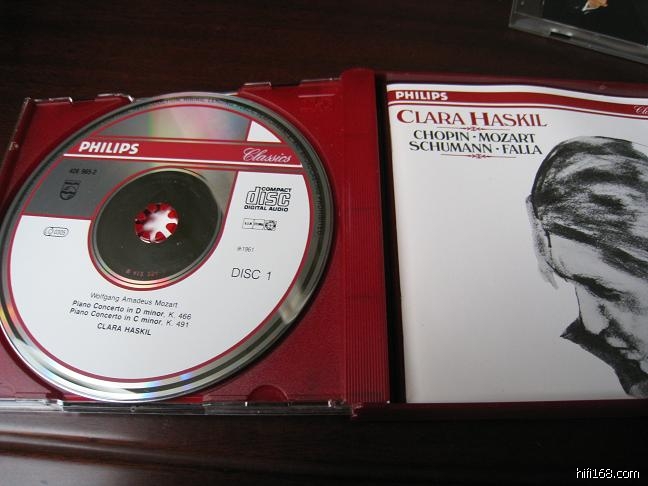 PHILIPS
Classics
COMPACT
disc
DIGITAL AUDIO
℗1961
DISC 1
Wolfgang Amadeus Mozart
Piano Concerto in D minor, K. 466
Piano Concerto in C minor, K. 491
CLARA HASKIL
PHILIPS
CLARA HASKIL
CHOPIN · MOZART
SCHUMANN · FALLA
hifi168.com